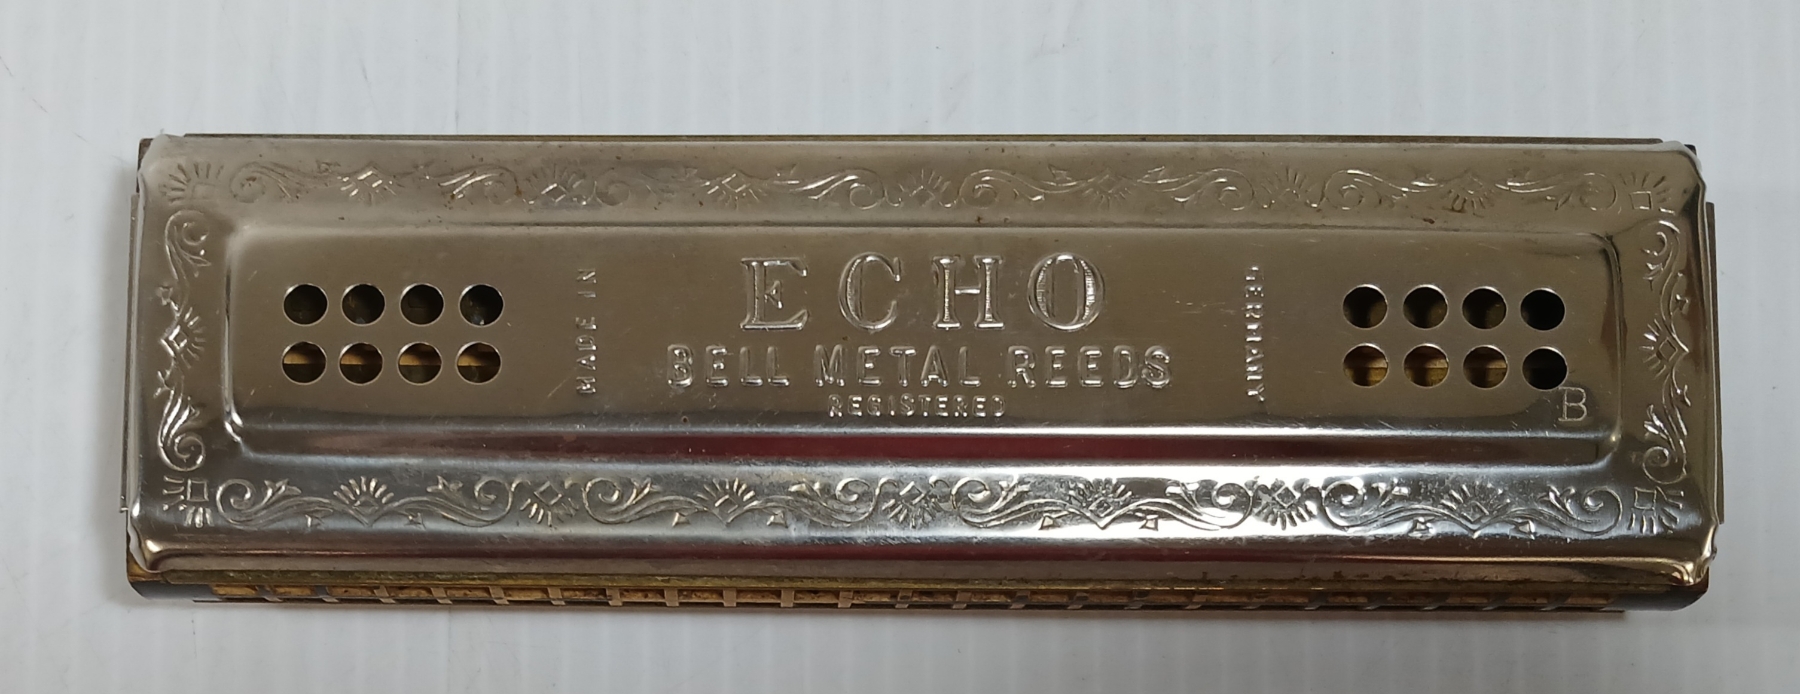 MADE IN
ECHO
BELL METAL REEDS
REGISTERED
GERMANY
B